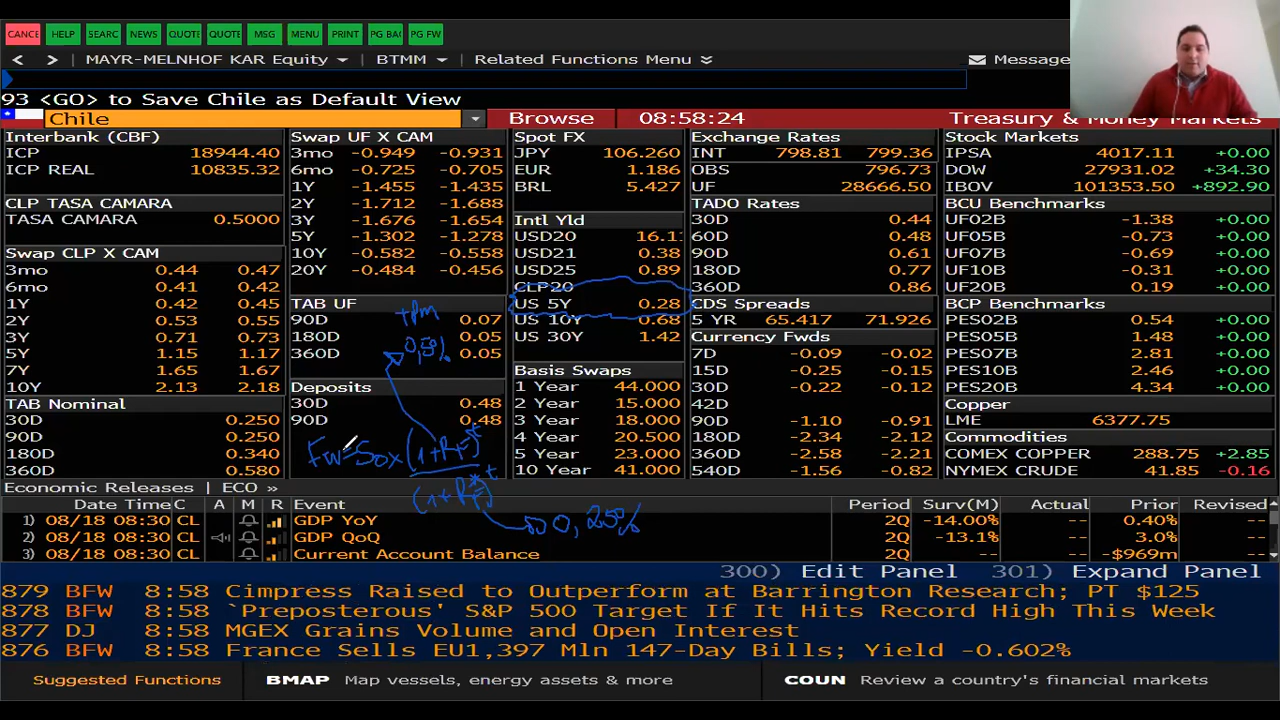 CANCE HELP SEARC NEWS QUOTE QUOTE MSG MENU PRINT PG BAC PG FW
< > MAYR-MELNHOF KAR Equity BTMM Related Functions Menu Message
93 <GO> to Save Chile as Default View
Chile Browse 08:58:24 Treasury & Money Markets
Interbank (CBF)
ICP 18944.40
ICP REAL 10835.32
CLP TASA CAMARA
TASA CAMARA 0.5000
Swap CLP X CAM
3mo 0.44 0.47
6mo 0.41 0.42
1Y 0.42 0.45
2Y 0.53 0.55
3Y 0.71 0.73
5Y 1.15 1.17
7Y 1.65 1.67
10Y 2.13 2.18
TAB Nominal
30D 0.250
90D 0.250
180D 0.340
360D 0.580
Swap UF X CAM
3mo -0.949 -0.931
6mo -0.725 -0.705
1Y -1.455 -1.435
2Y -1.712 -1.688
3Y -1.676 -1.654
5Y -1.302 -1.278
10Y -0.582 -0.558
20Y -0.484 -0.456
TAB UF
90D 0.07
180D 0.05
360D 0.05
Deposits
30D 0.48
90D 0.48
Spot FX
JPY 106.260
EUR 1.186
BRL 5.427
Intl Yld
USD20 16.11
USD21 0.38
USD25 0.89
CLP20
US 5Y 0.28
US 10Y 0.68
US 30Y 1.42
Basis Swaps
1 Year 44.000
2 Year 15.000
3 Year 18.000
4 Year 20.500
5 Year 23.000
10 Year 41.000
Exchange Rates
INT 798.81 799.36
OBS 796.73
UF 28666.50
TADO Rates
30D 0.44
60D 0.48
90D 0.61
180D 0.77
360D 0.86
CDS Spreads
5 YR 65.417 71.926
Currency Fwds
7D -0.09 -0.02
15D -0.25 -0.15
30D -0.22 -0.12
42D
90D -1.10 -0.91
180D -2.34 -2.12
360D -2.58 -2.21
540D -1.56 -0.82
Stock Markets
IPSA 4017.11 +0.00
DOW 27931.02 +34.30
IBOV 101353.50 +892.90
BCU Benchmarks
UF02B -1.38 +0.00
UF05B -0.73 +0.00
UF10B -0.31 +0.00
UF20B 0.19 +0.00
BCP Benchmarks
PES02B 0.54 +0.00
PES05B 1.48 +0.00
PES07B 2.81 +0.00
PES10B 2.46 +0.00
PES20B 4.34 +0.00
Copper
LME 6377.75
Commodities
COMEX COPPER 288.75 +2.85
NYMEX CRUDE 41.85 -0.16
tpm
0,5%
Fw=Sox(1+RF)^t
(1+RF*)^t
0,25%
Economic Releases | ECO »
Date Time C A M R Event Period Surv(M) Actual Prior Revised
1) 08/18 08:30 CL GDP YoY 2Q -14.00% -- 0.40% --
2) 08/18 08:30 CL GDP QoQ 2Q -13.1% -- 3.0% --
3) 08/18 08:30 CL Current Account Balance 2Q -- -- -$969m --
300) Edit Panel 301) Expand Panel
879 BFW 8:58 Cimpress Raised to Outperform at Barrington Research; PT $125
878 BFW 8:58 `Preposterous' S&P 500 Target If It Hits Record High This Week
877 DJ 8:58 MGEX Grains Volume and Open Interest
876 BFW 8:58 France Sells EU1,397 Mln 147-Day Bills; Yield -0.602%
Suggested Functions BMAP Map vessels, energy assets & more COUN Review a country's financial markets